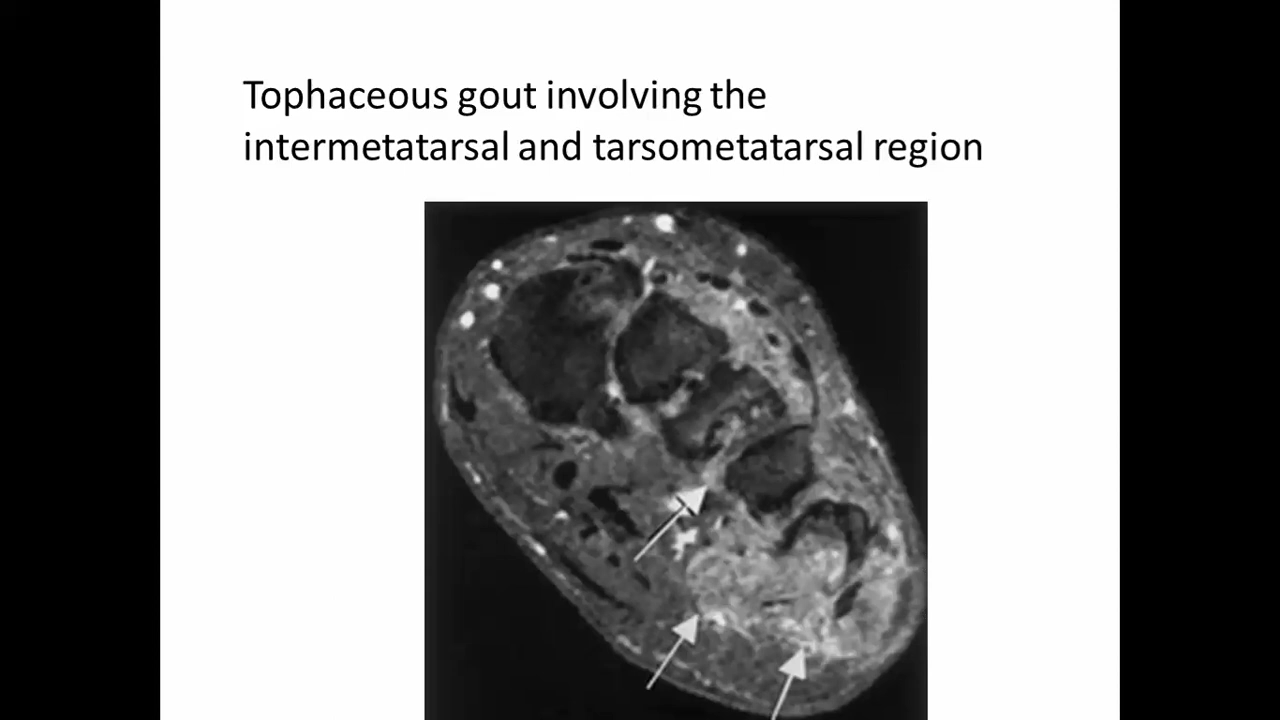 Tophaceous gout involving the
intermetatarsal and tarsometatarsal region